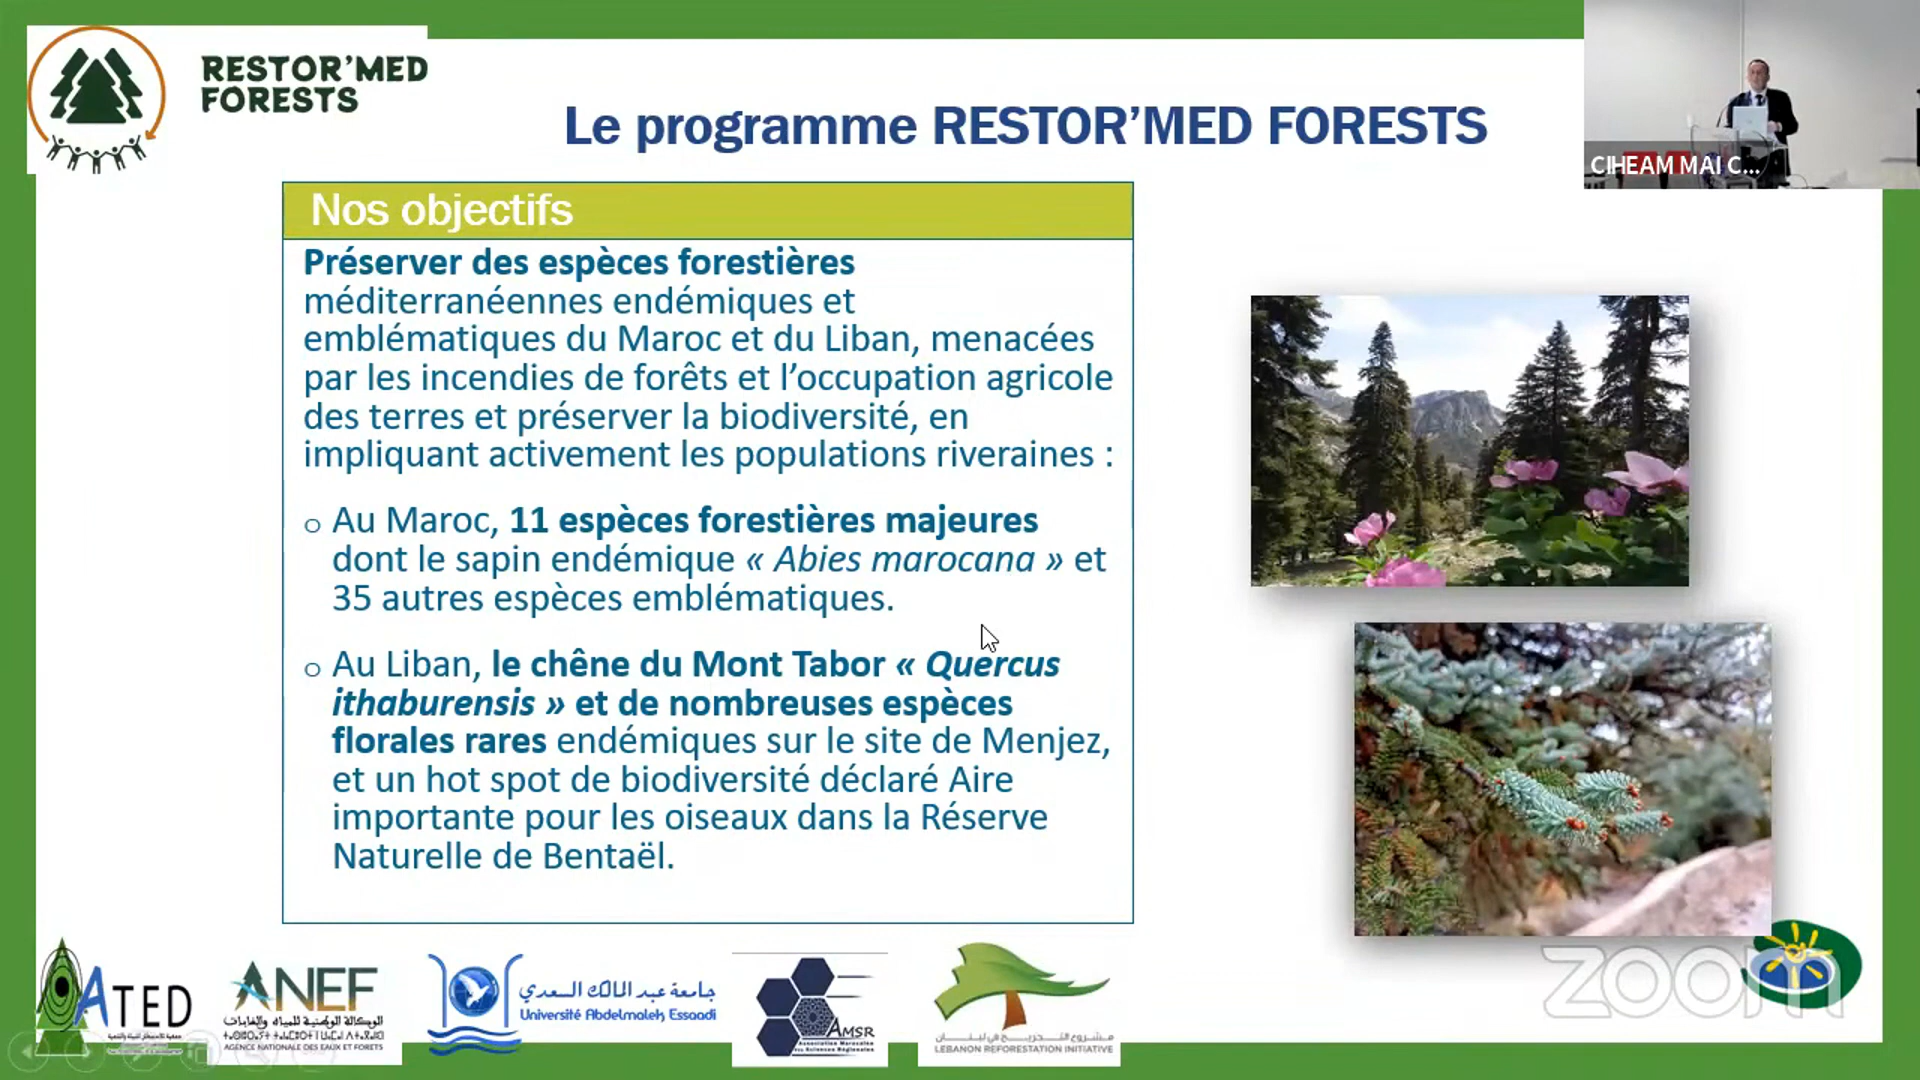 RESTOR'MED
FORESTS
Le programme RESTOR'MED FORESTS
CIHEAM MAI C...
Nos objectifs
Préserver des espèces forestières
méditerranéennes endémiques et
emblématiques du Maroc et du Liban, menacées
par les incendies de forêts et l'occupation agricole
des terres et préserver la biodiversité, en
impliquant activement les populations riveraines :
o Au Maroc, 11 espèces forestières majeures
dont le sapin endémique « Abies marocana » et
35 autres espèces emblématiques.
o Au Liban, le chêne du Mont Tabor « Quercus
ithaburensis » et de nombreuses espèces
florales rares endémiques sur le site de Menjez,
et un hot spot de biodiversité déclaré Aire
importante pour les oiseaux dans la Réserve
Naturelle de Bentaël.
ATED
ANEF
الوكالة الوطنية للمياه والغابات
AGENCE NATIONALE DES EAUX ET FORETS
جامعة عبد المالك السعدي
Université Abdelmalek Essaadi
AMSR
Association Marocaine
des Sciences Régionales
مشروع التحريج في لبنان
LEBANON REFORESTATION INITIATIVE
zoom